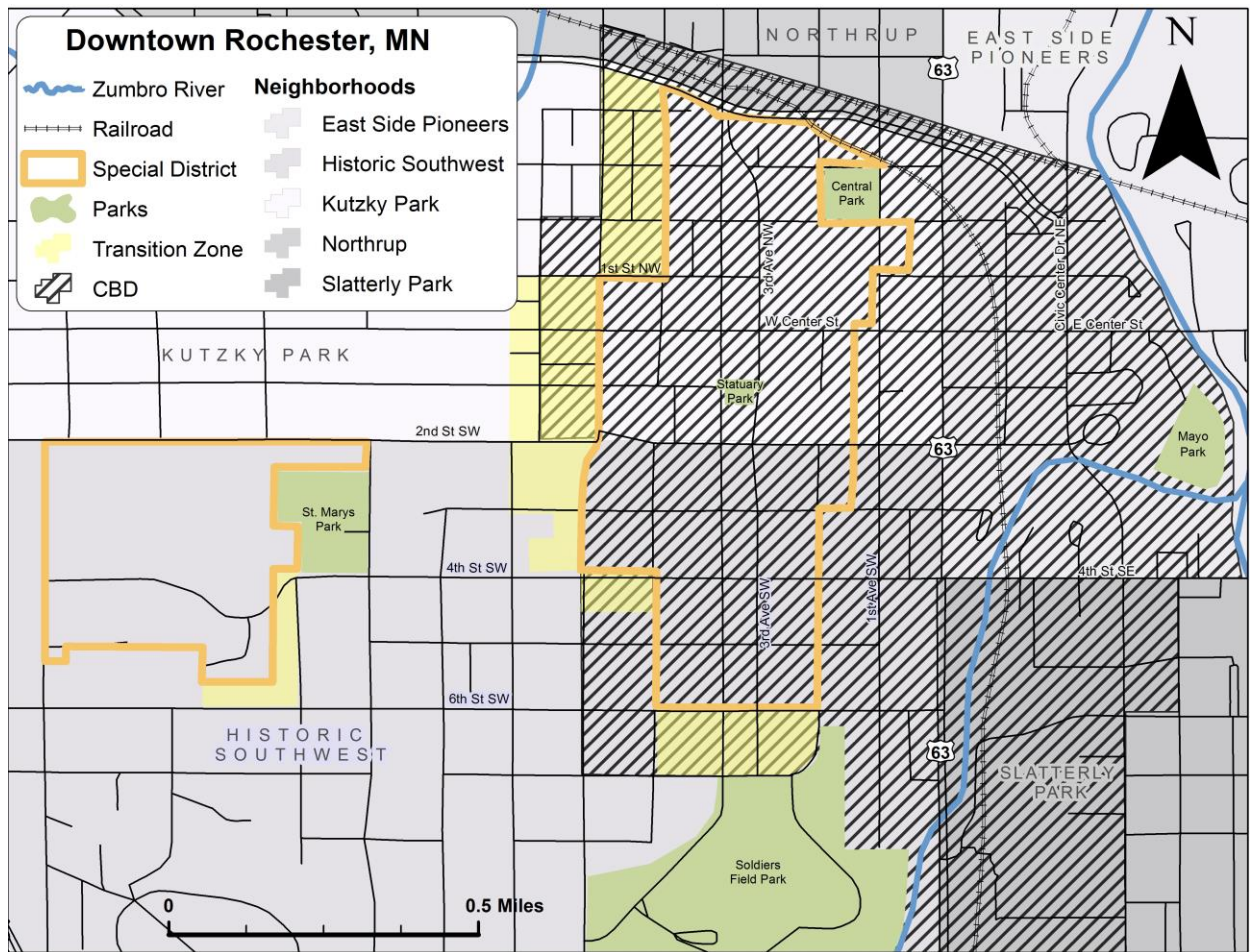 Downtown Rochester, MN
Zumbro River
Railroad
Special District
Parks
Transition Zone
CBD
Neighborhoods
East Side Pioneers
Historic Southwest
Kutzky Park
Northrup
Slatterly Park
NORTHRUP
EAST SIDE
PIONEERS
N
63
Central
Park
3rd Ave NW
Civic Center Dr NE
1st St NW
W Center St
E Center St
KUTZKY PARK
Statuary
Park
2nd St SW
63
Mayo
Park
St. Marys
Park
4th St SW
4th St SE
3rd Ave SW
1st Ave SW
6th St SW
HISTORIC
SOUTHWEST
63
SLATTERLY
PARK
Soldiers
Field Park
0
0.5 Miles